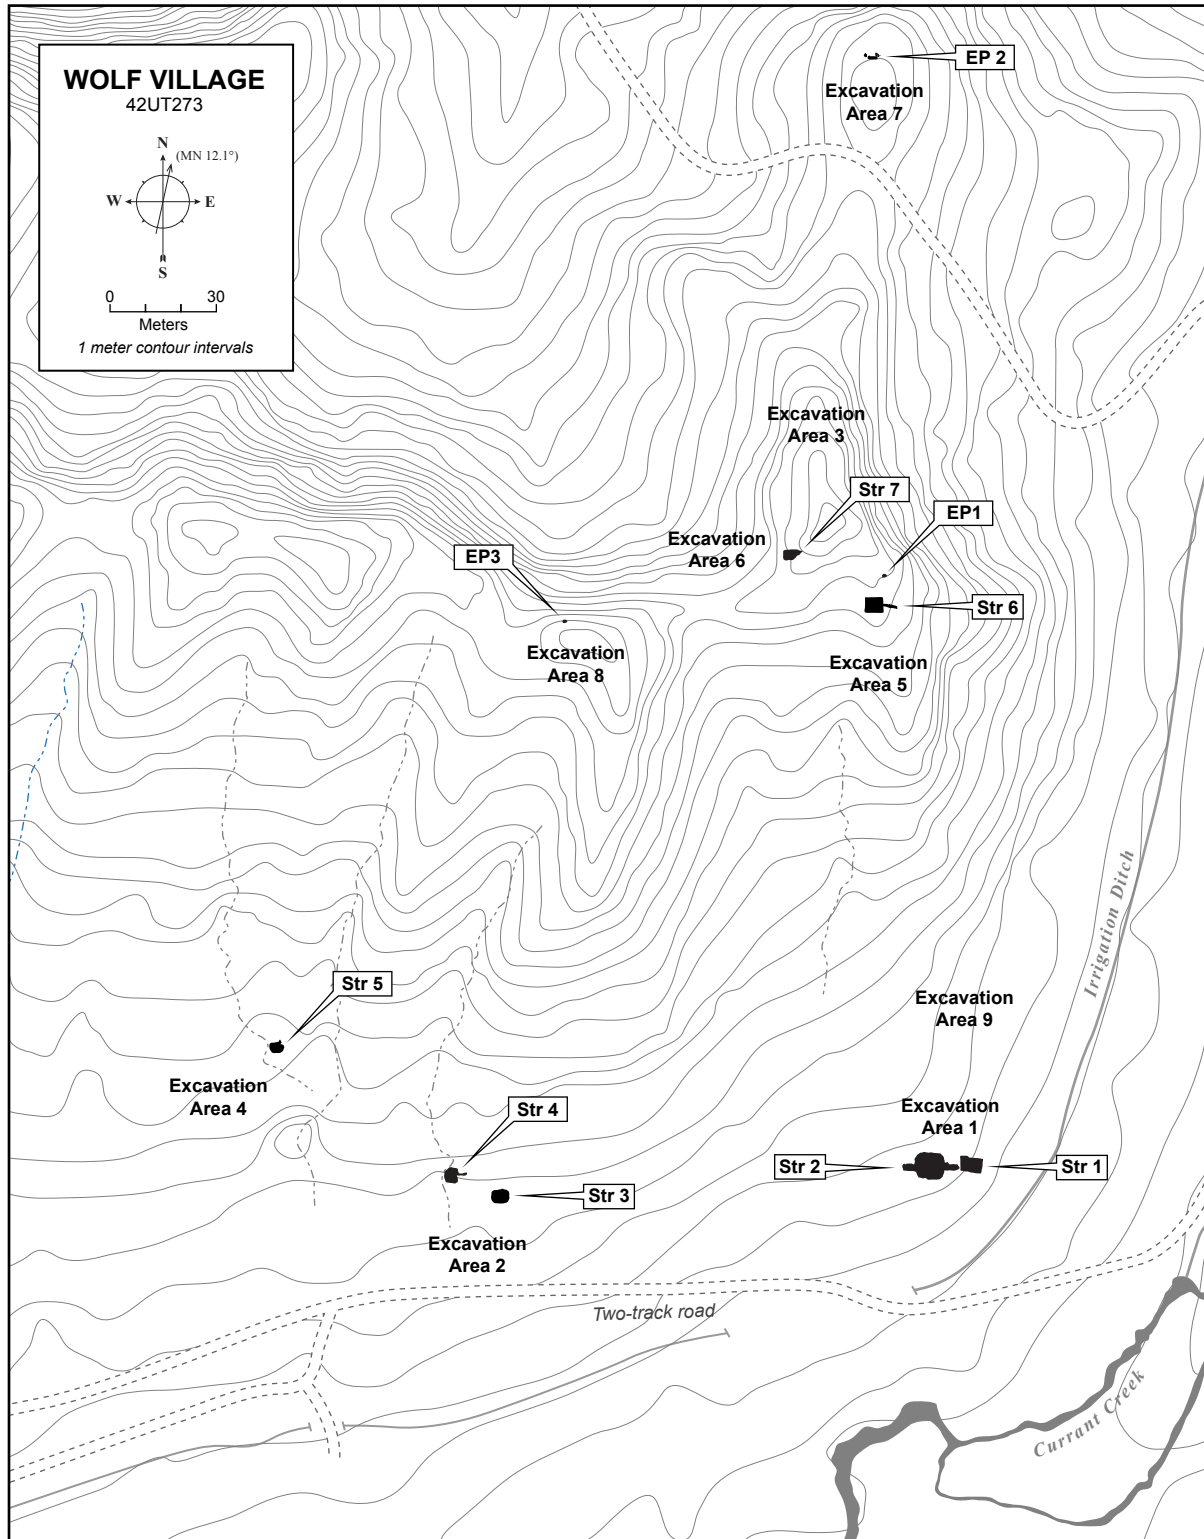 WOLF VILLAGE
42UT273
N
(MN 12.1°)
W
E
S
0
30
Meters
1 meter contour intervals
EP 2
Excavation
Area 7
Excavation
Area 3
Str 7
EP1
Excavation
Area 6
EP3
Str 6
Excavation
Area 8
Excavation
Area 5
Irrigation Ditch
Str 5
Excavation
Area 9
Excavation
Area 4
Str 4
Excavation
Area 1
Str 2
Str 1
Str 3
Excavation
Area 2
Two-track road
Currant Creek